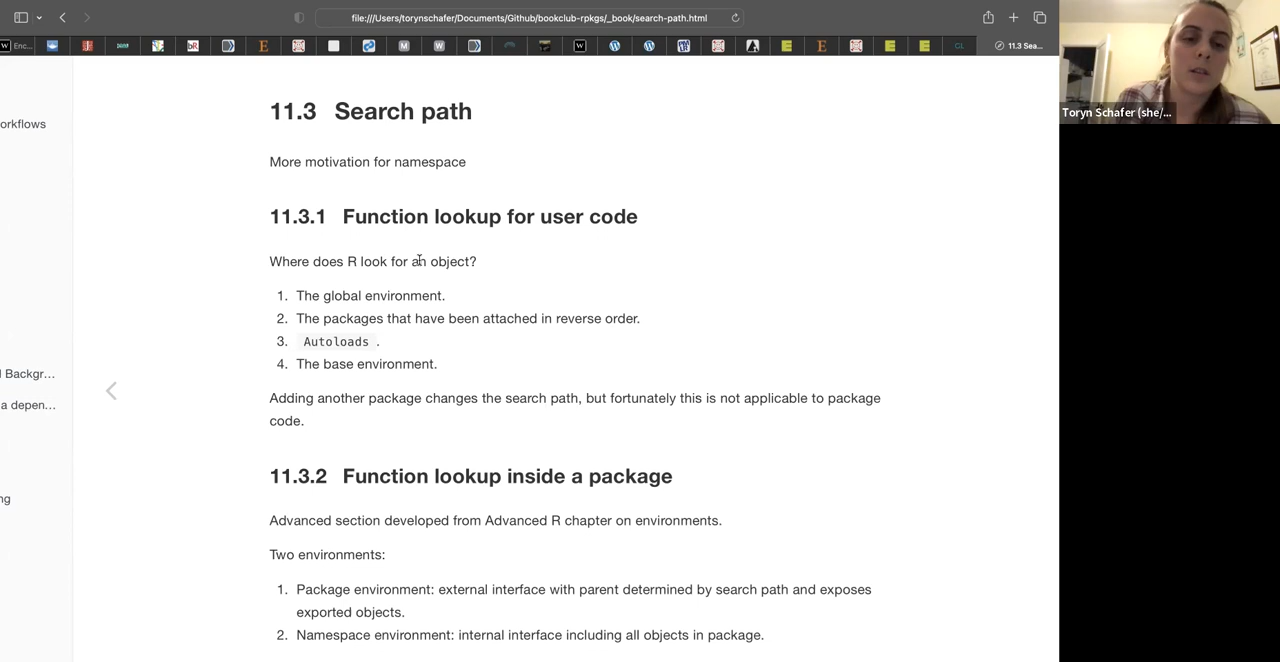 file:///Users/torynschafer/Documents/Github/bookclub-rpkgs/_book/search-path.html
Enc...
11.3 Sea...
Toryn Schafer (she/...
orkflows
Backgr...
a depen...
ng
11.3 Search path
More motivation for namespace
11.3.1 Function lookup for user code
Where does R look for an object?
1. The global environment.
2. The packages that have been attached in reverse order.
3. Autoloads .
4. The base environment.
Adding another package changes the search path, but fortunately this is not applicable to package
code.
11.3.2 Function lookup inside a package
Advanced section developed from Advanced R chapter on environments.
Two environments:
1. Package environment: external interface with parent determined by search path and exposes
exported objects.
2. Namespace environment: internal interface including all objects in package.